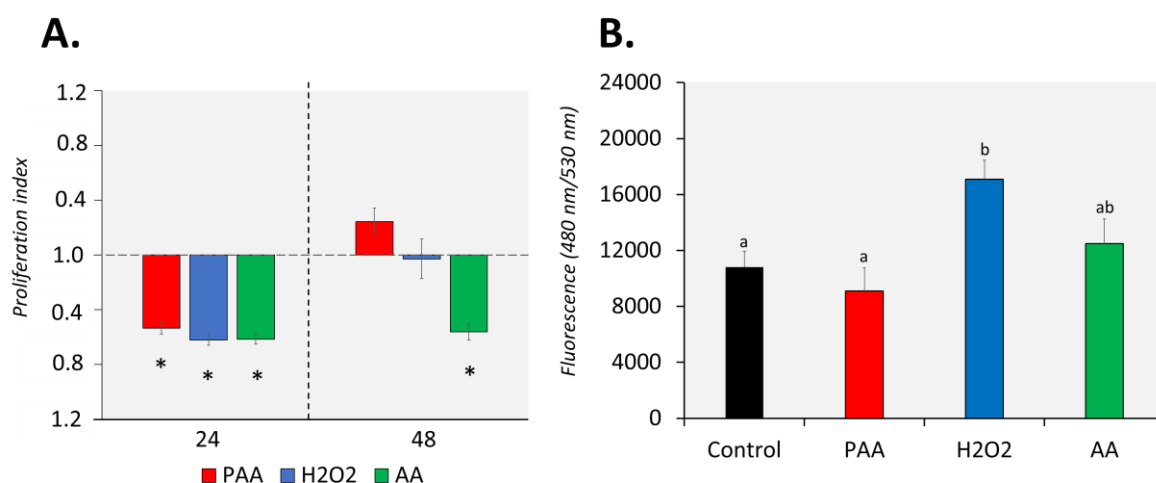 A.
Proliferation index
1.2
0.8
0.4
1.0
0.4
0.8
1.2
* * * *
24 48
PAA H2O2 AA
B.
Fluorescence (480 nm/530 nm)
24000
20000
16000
12000
8000
4000
0
a a b ab
Control PAA H2O2 AA